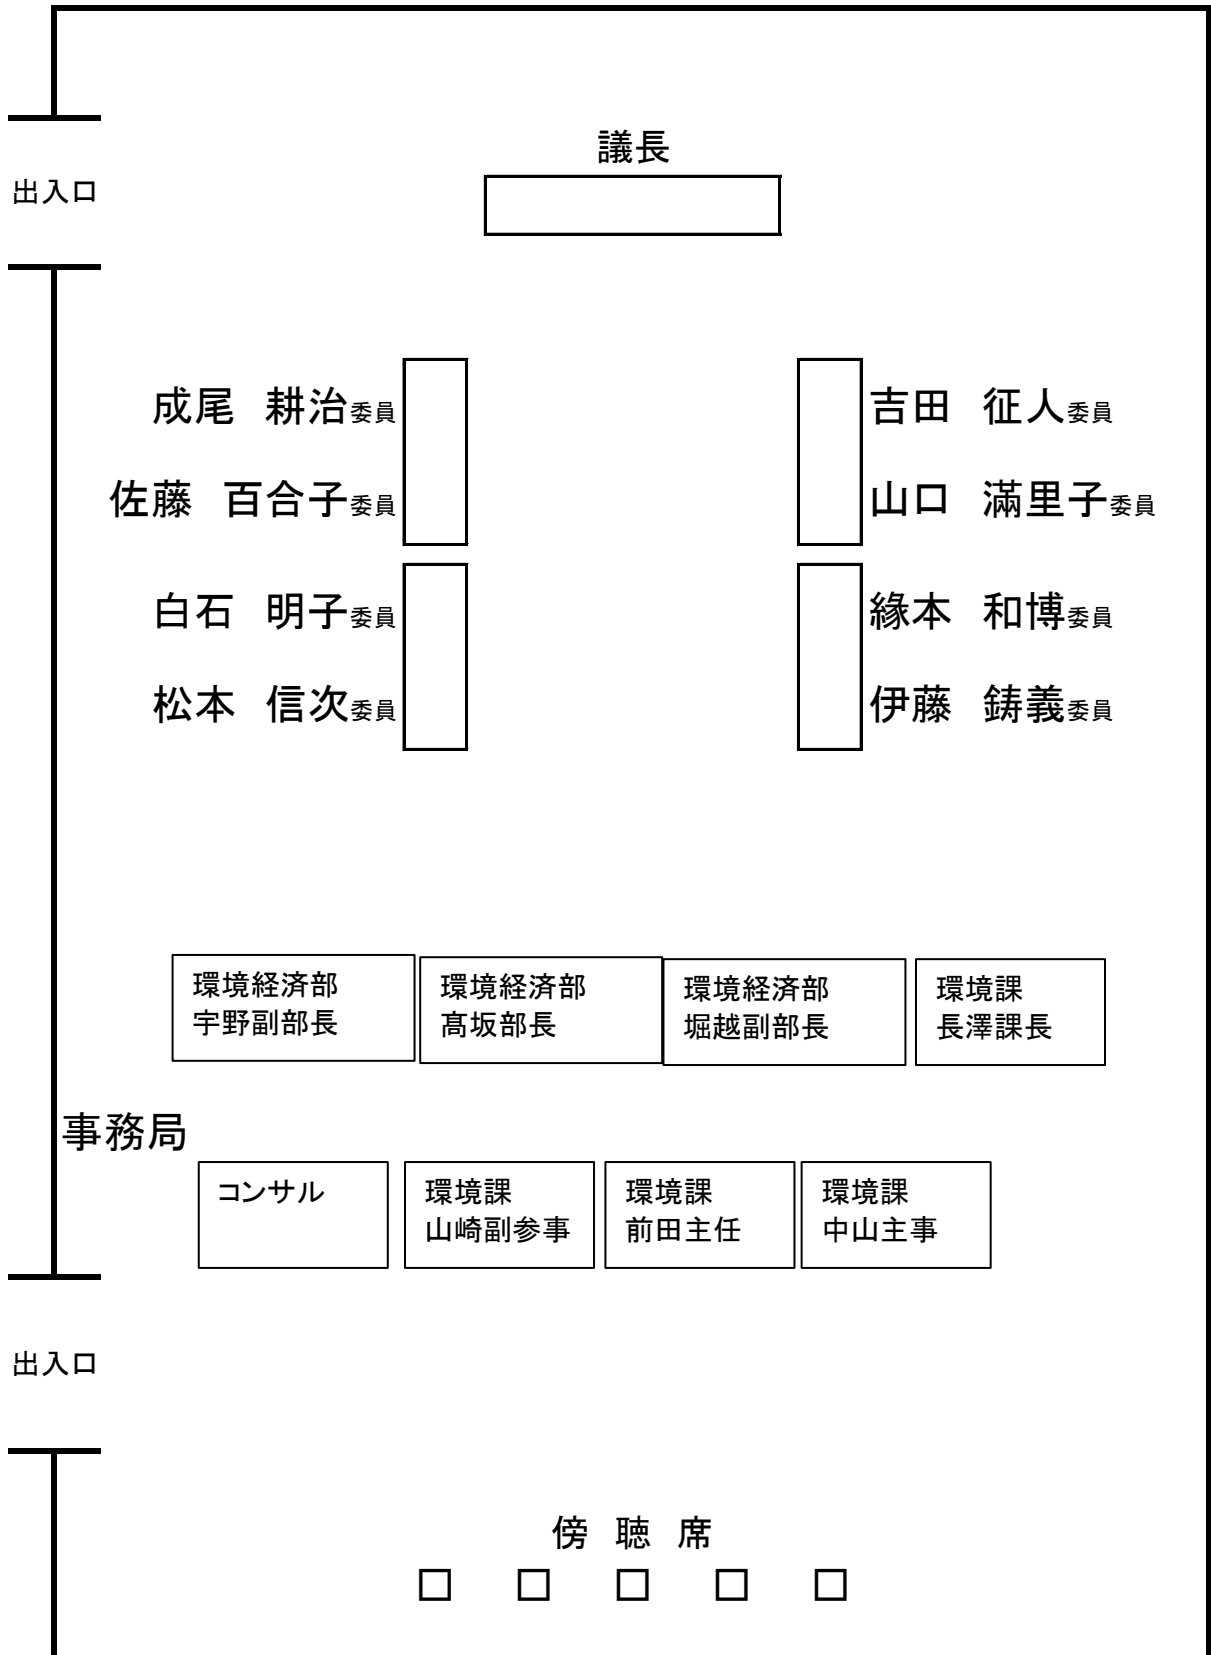 議長
出入口
成尾　耕治委員
吉田　征人委員
佐藤　百合子委員
山口　滿里子委員
白石　明子委員
緣本　和博委員
松本　信次委員
伊藤　鋳義委員
環境経済部
宇野副部長
環境経済部
髙坂部長
環境経済部
堀越副部長
環境課
長澤課長
事務局
コンサル
環境課
山崎副参事
環境課
前田主任
環境課
中山主事
出入口
傍　聴　席